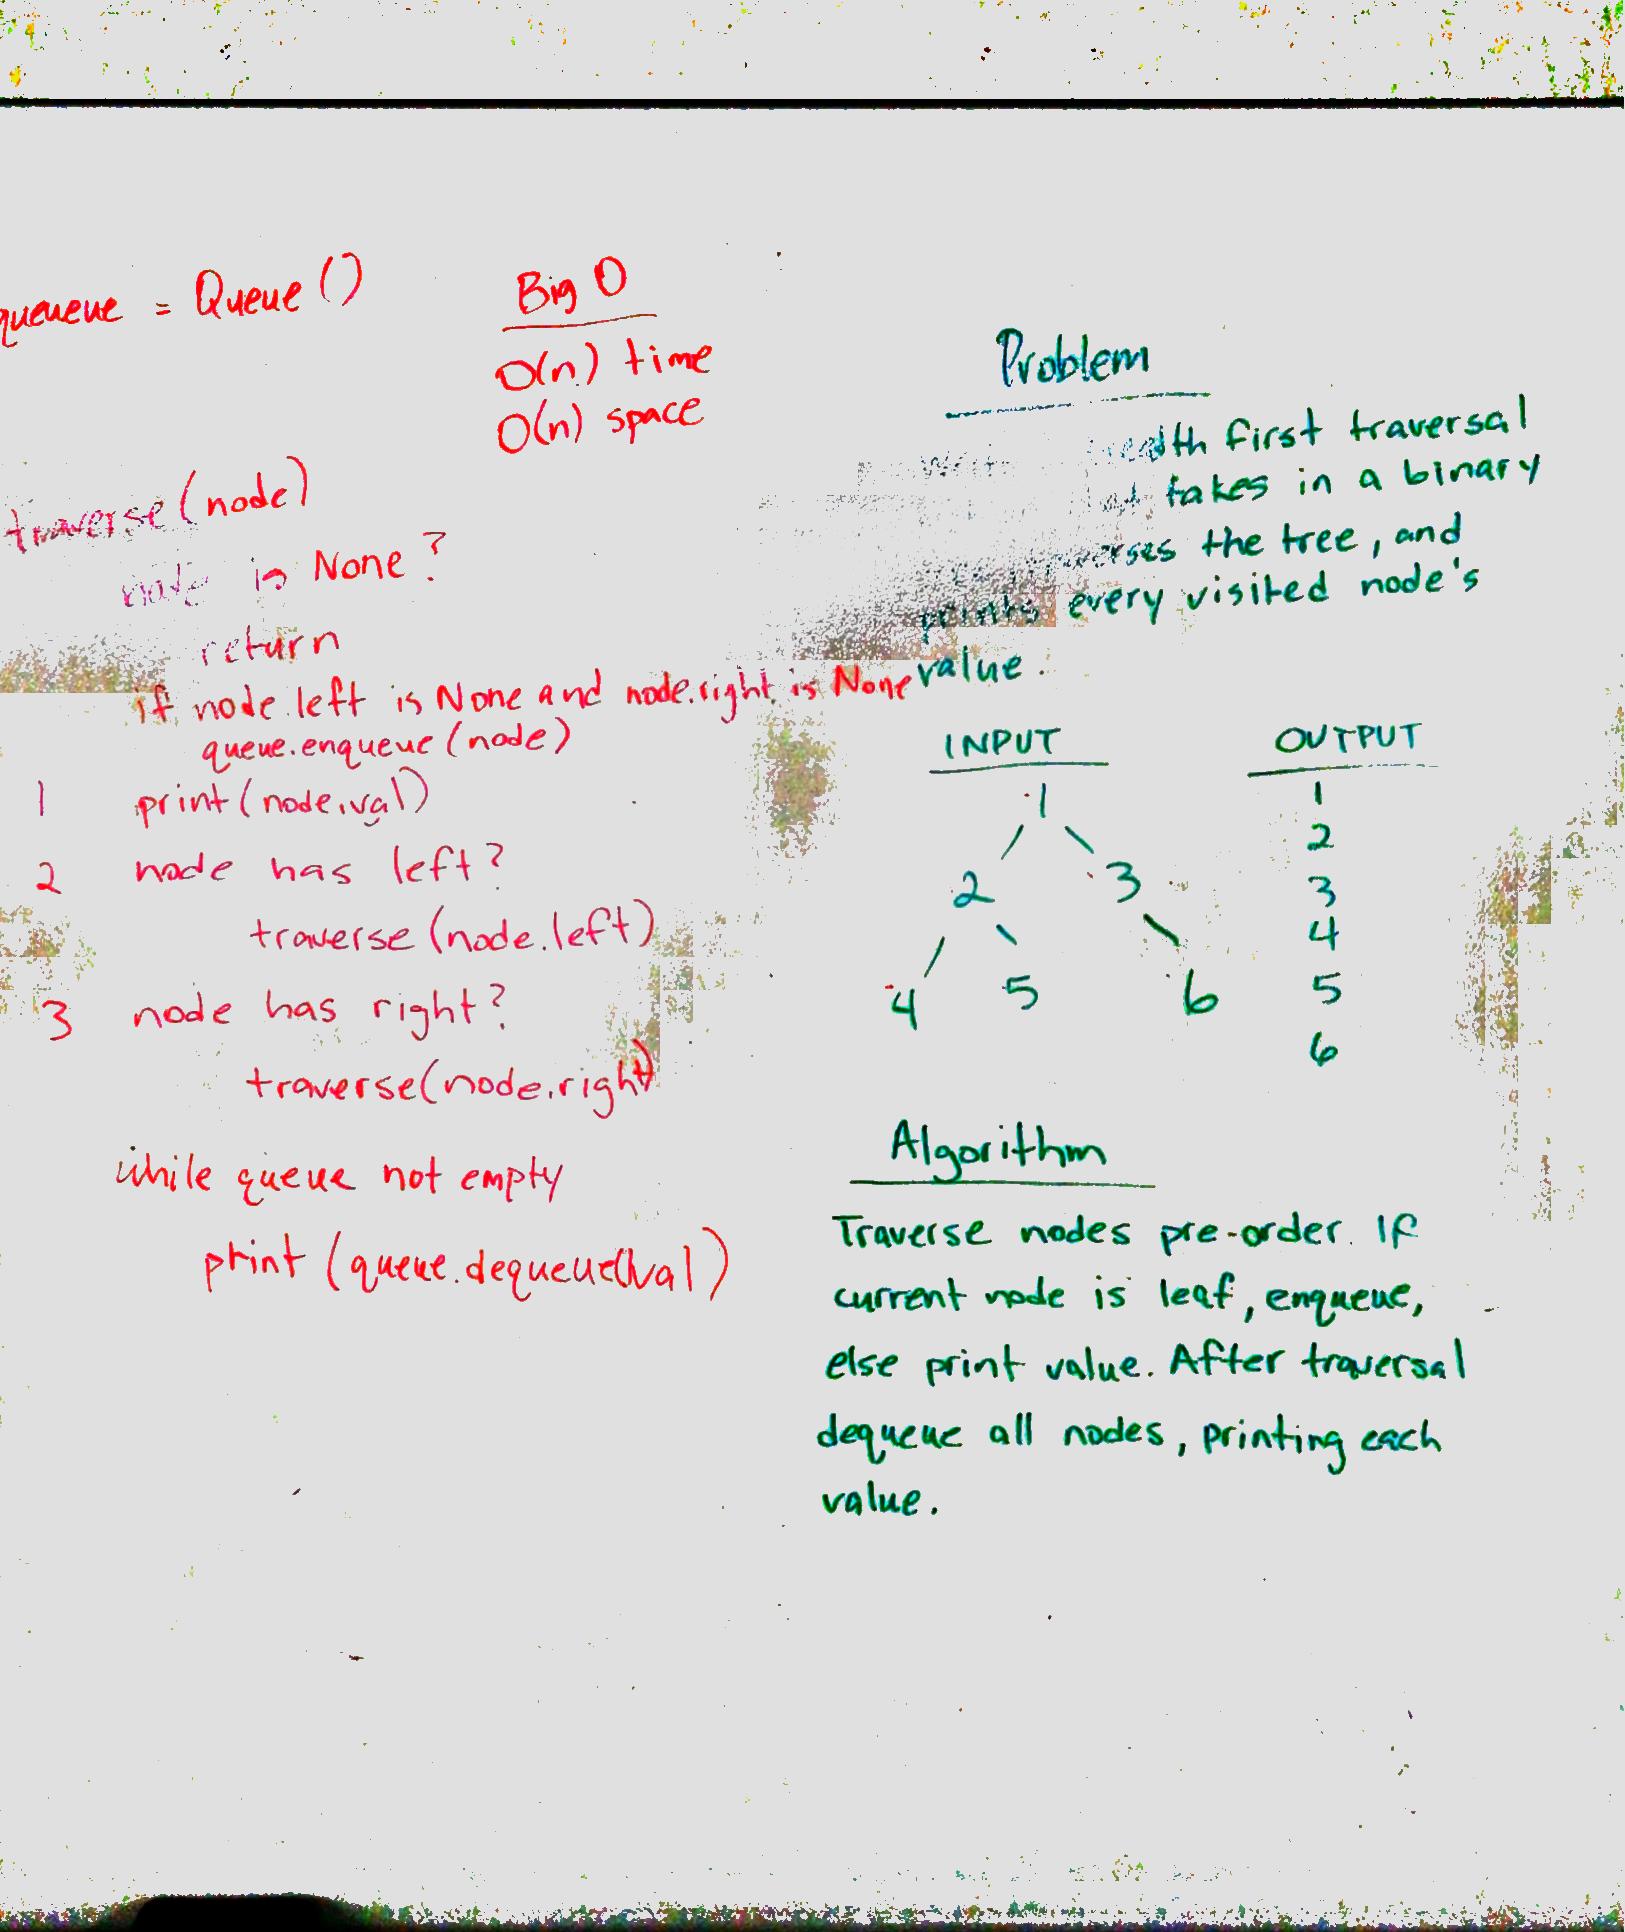 queueue = Queue()
Big O
O(n) time
O(n) space
traverse(node)
node is None?
return
if node.left is None and node.right is None
queue.enqueue(node)
1 print(node.val)
2 node has left?
traverse(node.left)
3 node has right?
traverse(node.right)
while queue not empty
print(queue.dequeue().val)
Problem
first traversal
takes in a binary
the tree, and
prints every visited node's
value.
INPUT
1
2 3
4 5 6
OUTPUT
1
2
3
4
5
6
Algorithm
Traverse nodes pre-order. If
current node is leaf, enqueue,
else print value. After traversal
dequeue all nodes, printing each
value.